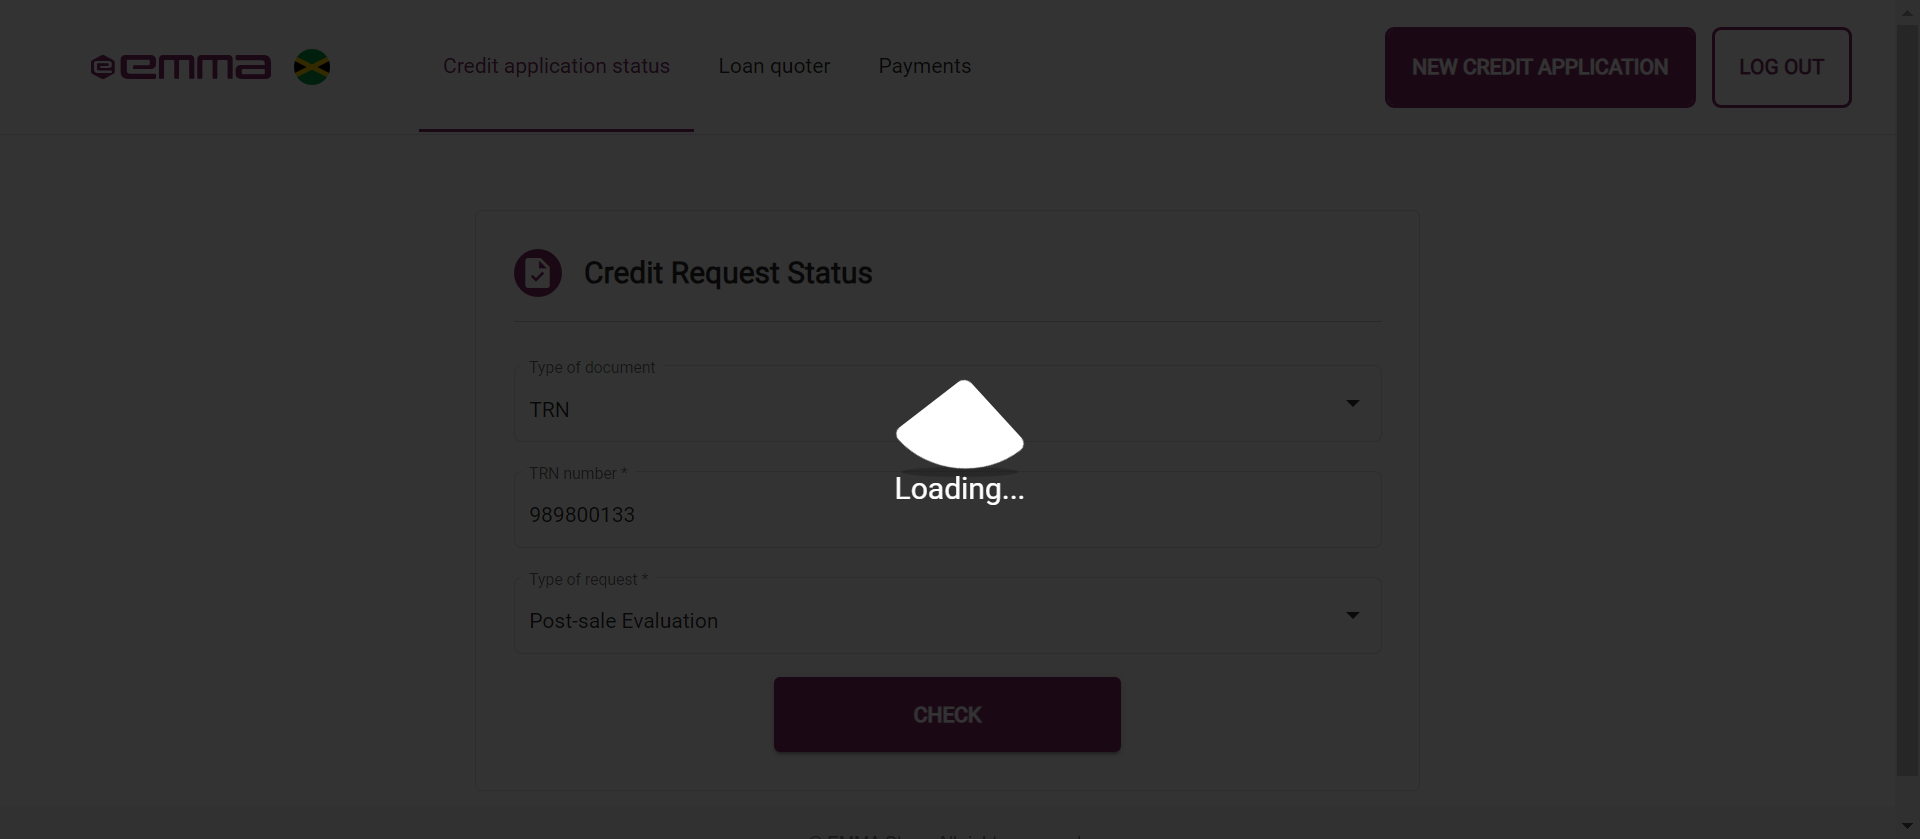 emma
Credit application status
Loan quoter
Payments
NEW CREDIT APPLICATION
LOG OUT
Credit Request Status
Type of document
TRN
TRN number *
989800133
Type of request *
Post-sale Evaluation
Loading...
CHECK